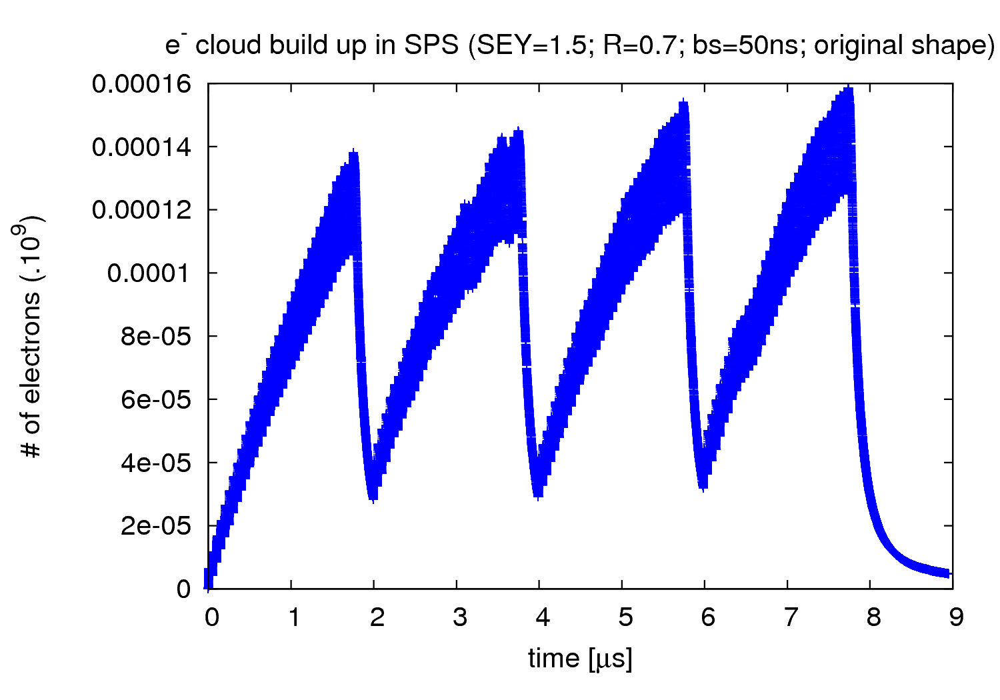 e⁻ cloud build up in SPS (SEY=1.5; R=0.7; bs=50ns; original shape)
0.00016
0.00014
0.00012
0.0001
8e-05
6e-05
4e-05
2e-05
0
# of electrons (.10⁹)
0 1 2 3 4 5 6 7 8 9
time [μs]